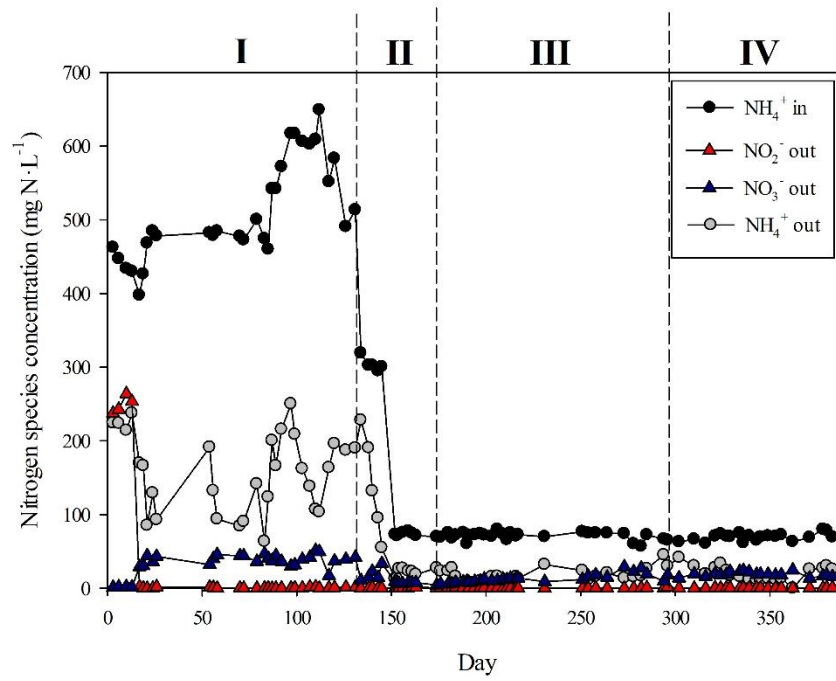 I II III IV
700
600
500
400
300
200
100
0
Nitrogen species concentration (mg N·L⁻¹)
NH₄⁺ in
NO₂⁻ out
NO₃⁻ out
NH₄⁺ out
0 50 100 150 200 250 300 350
Day